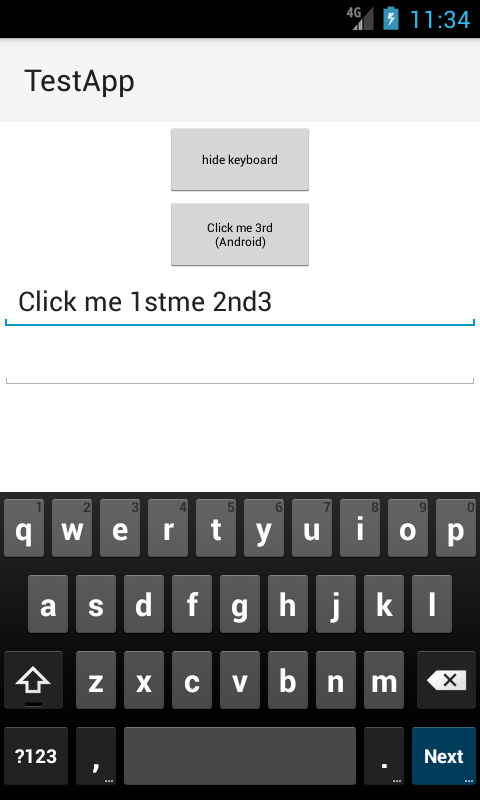 4G 11:34
TestApp
hide keyboard
Click me 3rd
(Android)
Click me 1stme 2nd3
1 2 3 4 5 6 7 8 9 0
q w e r t y u i o p
a s d f g h j k l
z x c v b n m
?123 , ... . ... Next ...